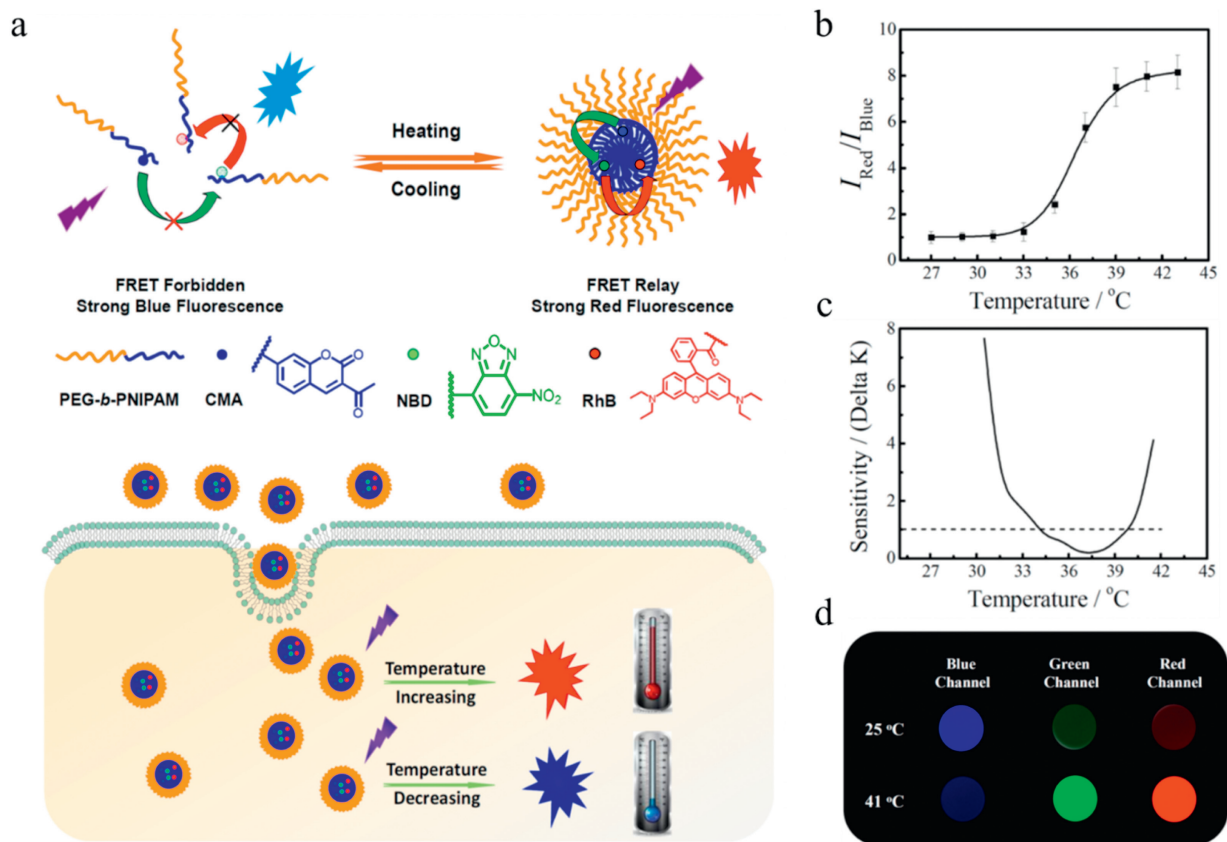 a
Heating
Cooling
FRET Forbidden
Strong Blue Fluorescence
FRET Relay
Strong Red Fluorescence
PEG-b-PNIPAM
CMA
O
O
O
NBD
N
O
N
NO₂
RhB
O
N
O
N
Temperature
Increasing
Temperature
Decreasing
b
I Red/I Blue
10
8
6
4
2
0
27 30 33 36 39 42 45
Temperature / °C
c
Sensitivity / (Delta K)
8
6
4
2
0
27 30 33 36 39 42 45
Temperature / °C
d
Blue Channel
Green Channel
Red Channel
25 °C
41 °C